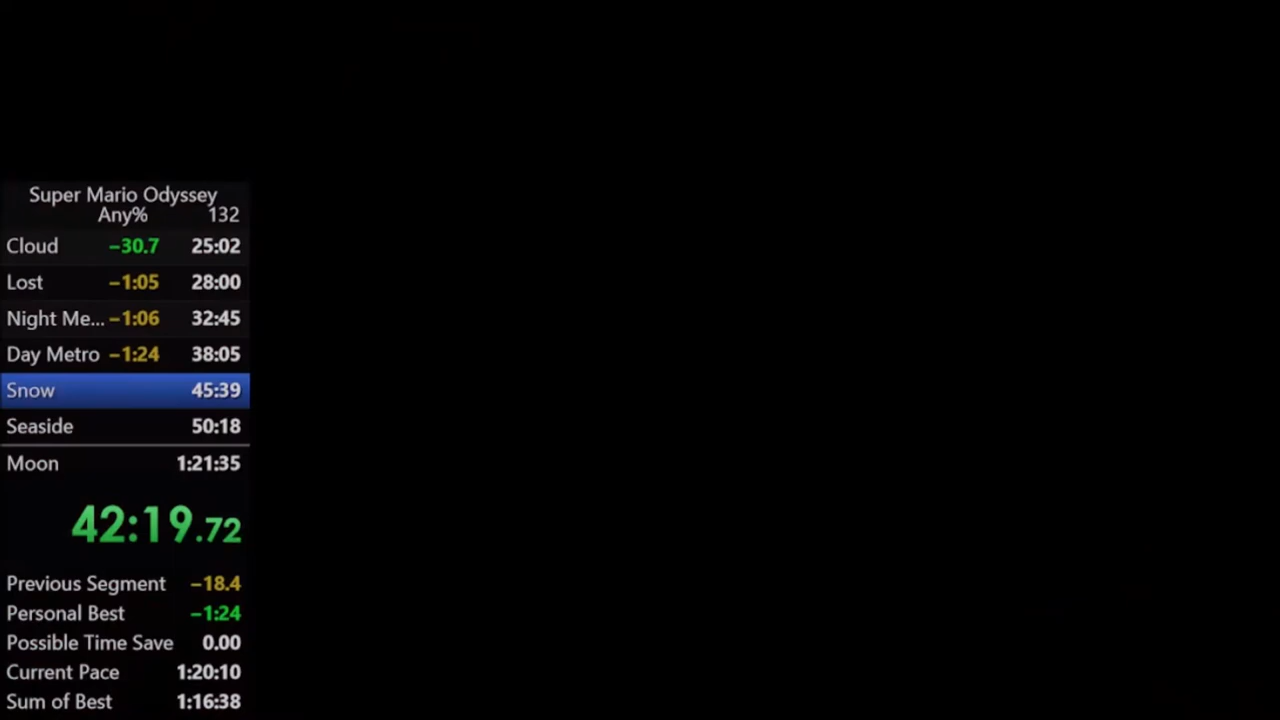 Super Mario Odyssey
Any% 132
Cloud −30.7 25:02
Lost −1:05 28:00
Night Me... −1:06 32:45
Day Metro −1:24 38:05
Snow 45:39
Seaside 50:18
Moon 1:21:35
42:19.72
Previous Segment −18.4
Personal Best −1:24
Possible Time Save 0.00
Current Pace 1:20:10
Sum of Best 1:16:38